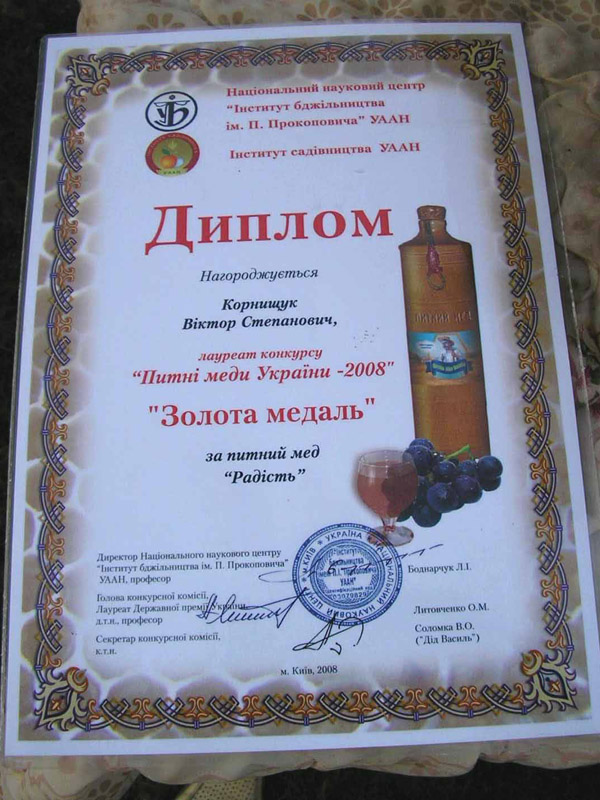 Національний науковий центр
“Інститут бджільництва
ім. П. Прокоповича” УААН
Інститут садівництва УААН
УААН
Диплом
Нагороджується
Корнищук
Віктор Степанович,
лауреат конкурсу
“Питні меди України -2008"
"Золота медаль"
за питний мед
“Радість”
Директор Національного наукового центру
“Інститут бджільництва ім. П. Прокоповича”
УААН, професор
Боднарчук Л.І.
Голова конкурсної комісії,
Лауреат Державної премії України,
д.т.н., професор
Литовченко О.М.
Секретар конкурсної комісії,
к.т.н.
Соломка В.О.
("Дід Василь")
м. Київ, 2008